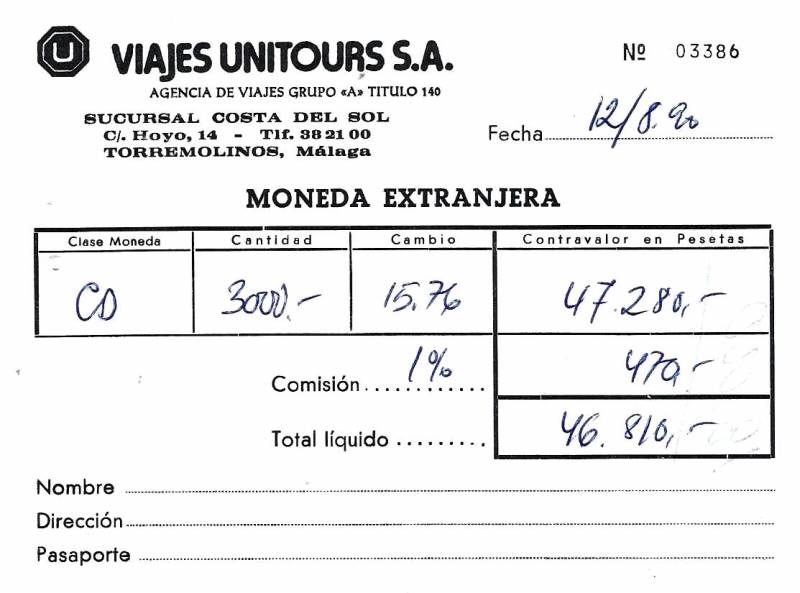 U VIAJES UNITOURS S.A.
Nº 03386
AGENCIA DE VIAJES GRUPO «A» TITULO 140
SUCURSAL COSTA DEL SOL
C/. Hoyo, 14 - Tlf. 38 21 00
TORREMOLINOS, Málaga
Fecha 12/8.90
MONEDA EXTRANJERA
Clase Moneda Cantidad Cambio Contravalor en Pesetas
CD 3000.- 15.76 47.280,-
Comisión 1% 470,-
Total líquido 46.810,-
Nombre
Dirección
Pasaporte